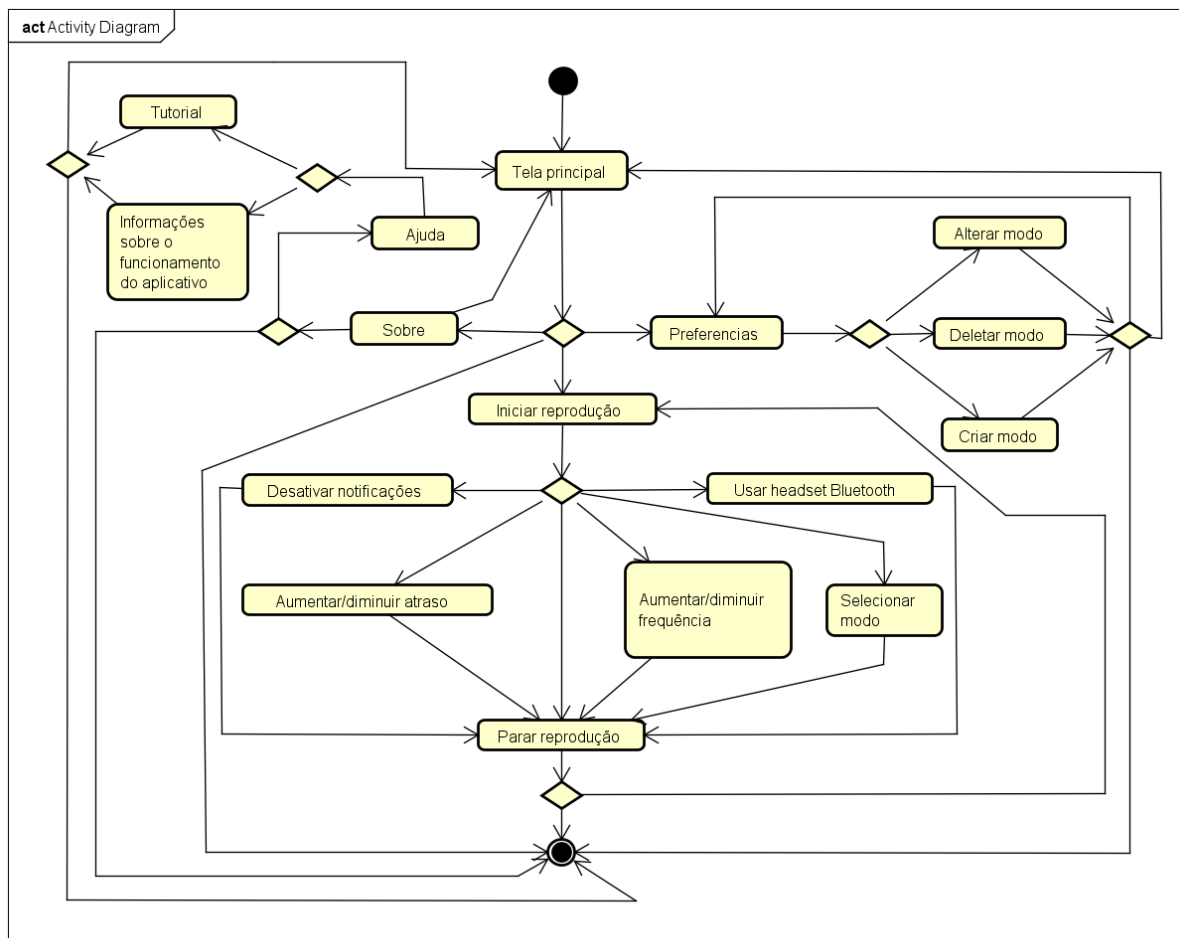 act Activity Diagram
Tutorial
Tela principal
Informações
sobre o
funcionamento
do aplicativo
Ajuda
Alterar modo
Sobre
Preferencias
Deletar modo
Iniciar reprodução
Criar modo
Desativar notificações
Usar headset Bluetooth
Aumentar/diminuir atraso
Aumentar/diminuir
frequência
Selecionar
modo
Parar reprodução